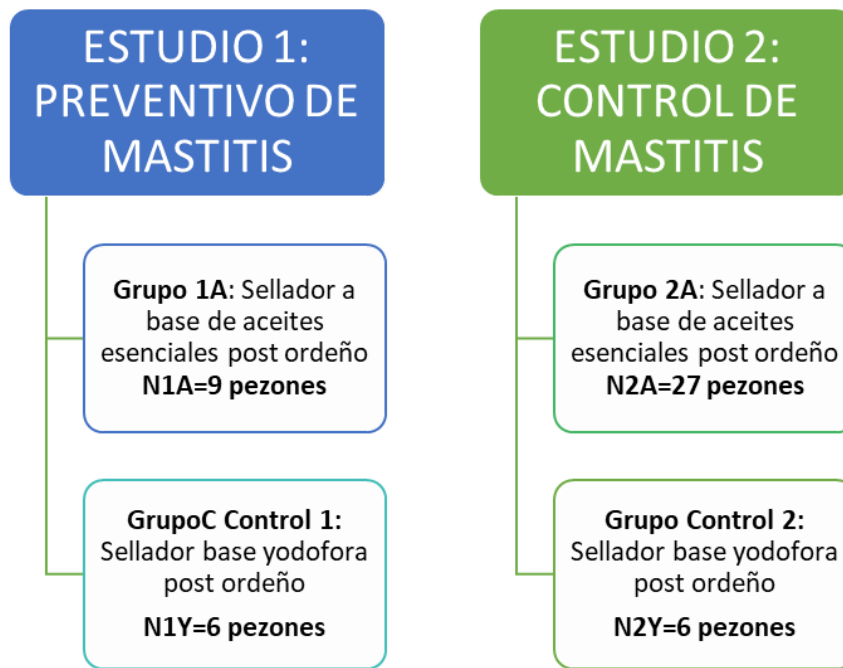 ESTUDIO 1:
PREVENTIVO DE
MASTITIS
Grupo 1A: Sellador a
base de aceites
esenciales post ordeño
N1A=9 pezones
GrupoC Control 1:
Sellador base yodofora
post ordeño
N1Y=6 pezones
ESTUDIO 2:
CONTROL DE
MASTITIS
Grupo 2A: Sellador a
base de aceites
esenciales post ordeño
N2A=27 pezones
Grupo Control 2:
Sellador base yodofora
post ordeño
N2Y=6 pezones